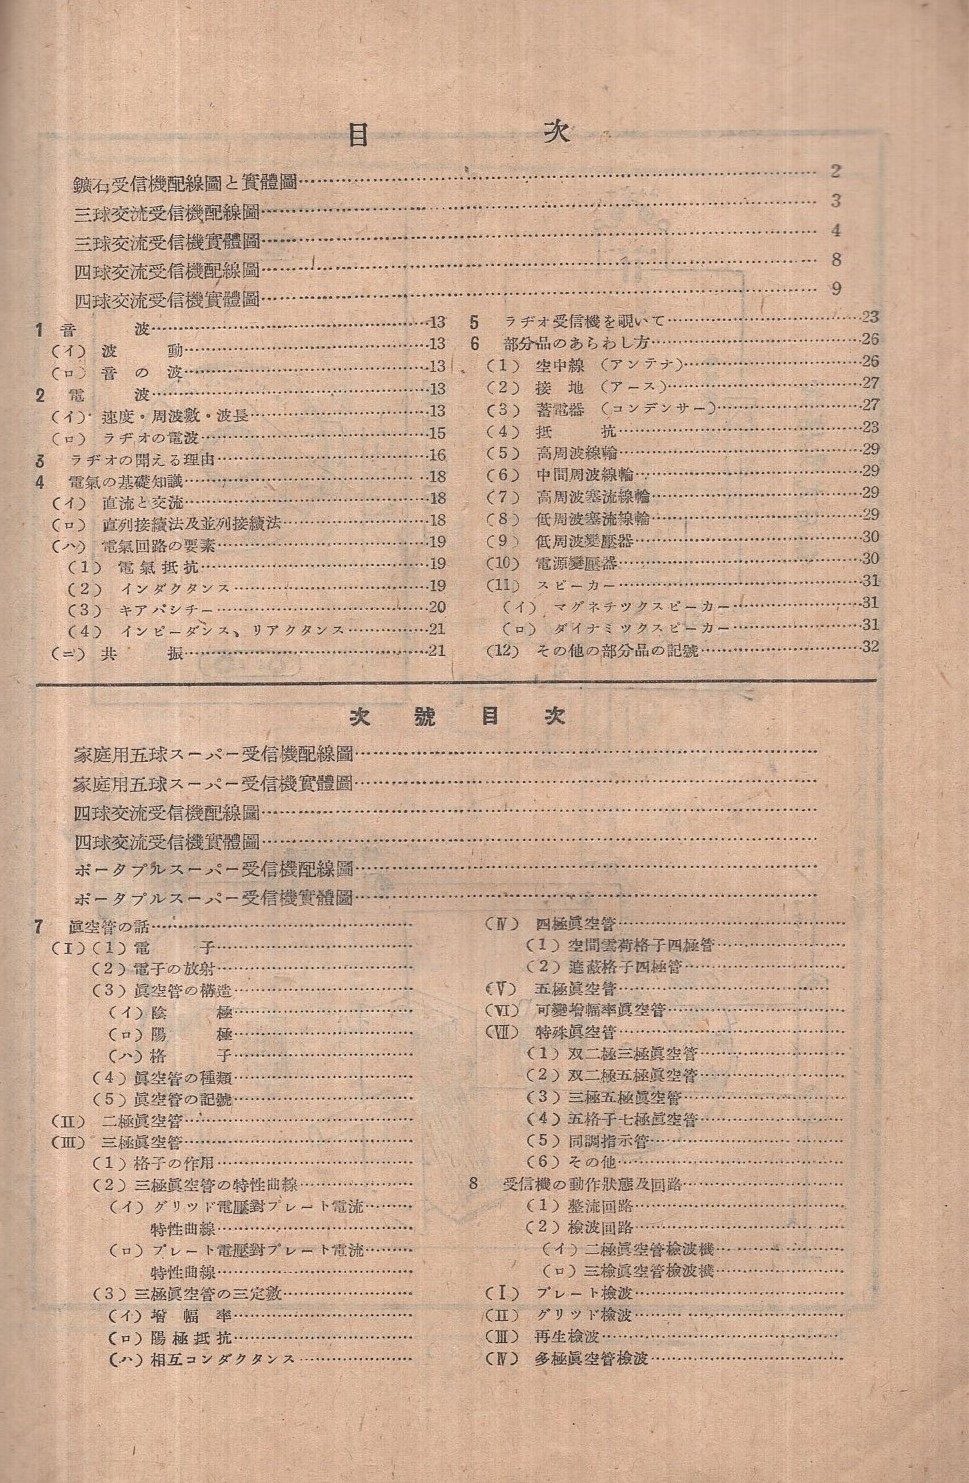 目次
鑛石受信機配線圖と實體圖 2
三球交流受信機配線圖 3
三球交流受信機實體圖 4
四球交流受信機配線圖 8
四球交流受信機實體圖 9
1 音波 13
(イ) 波動 13
(ロ) 音の波 13
2 電波 13
(イ) 速度・周波數・波長 13
(ロ) ラヂオの電波 15
3 ラヂオの聞える理由 16
4 電氣の基礎知識 18
(イ) 直流と交流 18
(ロ) 直列接續法及並列接續法 18
(ハ) 電氣回路の要素 19
(1) 電氣抵抗 19
(2) インダクタンス 19
(3) キアパシチー 20
(4) インピーダンス、リアクタンス 21
(ニ) 共振 21
5 ラヂオ受信機を覗いて 23
6 部分品のあらわし方 26
(1) 空中線 (アンテナ) 26
(2) 接地 (アース) 27
(3) 蓄電器 (コンデンサー) 27
(4) 抵抗 23
(5) 高周波線輪 29
(6) 中間周波線輪 29
(7) 高周波塞流線輪 29
(8) 低周波塞流線輪 29
(9) 低周波變壓器 30
(10) 電源變壓器 30
(11) スピーカー 31
(イ) マグネチツクスピーカー 31
(ロ) ダイナミツクスピーカー 31
(12) その他の部分品の記號 32
次號目次
家庭用五球スーパー受信機配線圖
家庭用五球スーパー受信機實體圖
四球交流受信機配線圖
四球交流受信機實體圖
ポータブルスーパー受信機配線圖
ポータブルスーパー受信機實體圖
7 眞空管の話
(I)(1) 電子
(2) 電子の放射
(3) 眞空管の構造
(イ) 陰極
(ロ) 陽極
(ハ) 格子
(4) 眞空管の種類
(5) 眞空管の記號
(II) 二極眞空管
(III) 三極眞空管
(1) 格子の作用
(2) 三極眞空管の特性曲線
(イ) グリツド電壓對プレート電流
特性曲線
(ロ) プレート電壓對プレート電流
特性曲線
(3) 三極眞空管の三定數
(イ) 增幅率
(ロ) 陽極抵抗
(ハ) 相互コンダクタンス
(IV) 四極眞空管
(1) 空間雲荷格子四極管
(2) 遮蔽格子四極管
(V) 五極眞空管
(VI) 可變增幅率眞空管
(VII) 特殊眞空管
(1) 双二極三極眞空管
(2) 双二極五極眞空管
(3) 三極五極眞空管
(4) 五格子七極眞空管
(5) 同調指示管
(6) その他
8 受信機の動作狀態及回路
(1) 整流回路
(2) 檢波回路
(イ) 二極眞空管檢波機
(ロ) 三檢眞空管檢波機
(I) プレート檢波
(II) グリツド檢波
(III) 再生檢波
(IV) 多極眞空管檢波